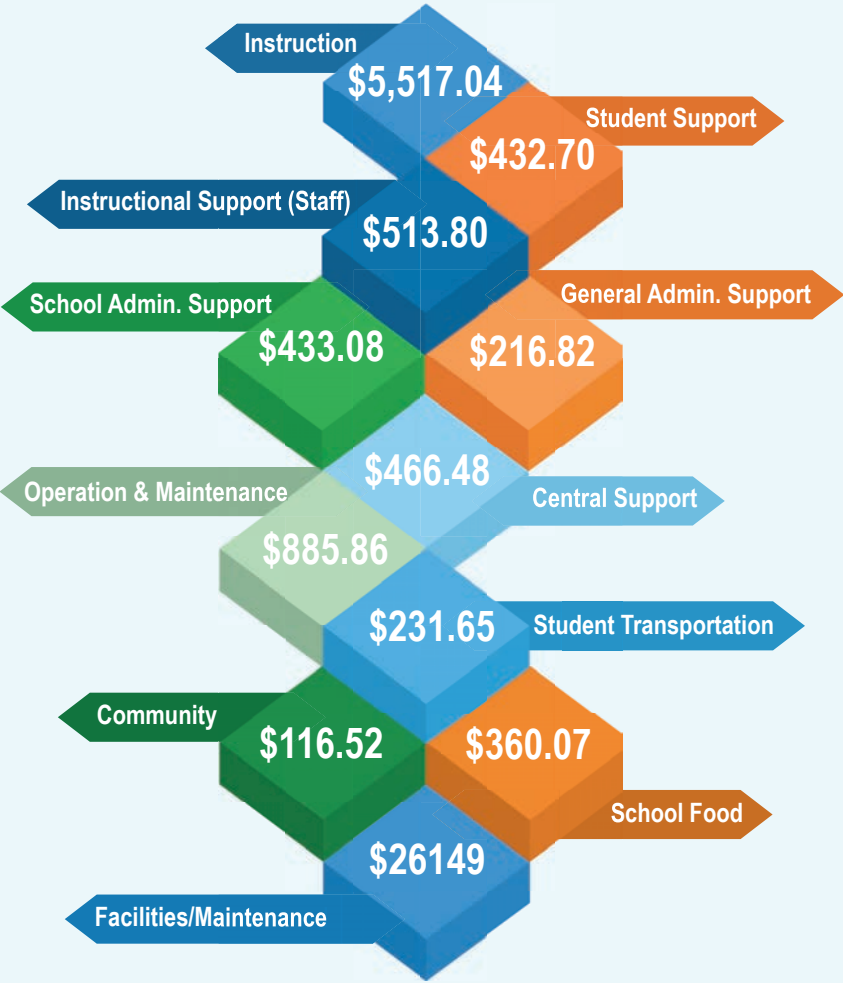 Instruction
$5,517.04
Student Support
$432.70
Instructional Support (Staff)
$513.80
School Admin. Support
$433.08
General Admin. Support
$216.82
$466.48
Central Support
Operation & Maintenance
$885.86
$231.65
Student Transportation
Community
$116.52
$360.07
School Food
$26149
Facilities/Maintenance